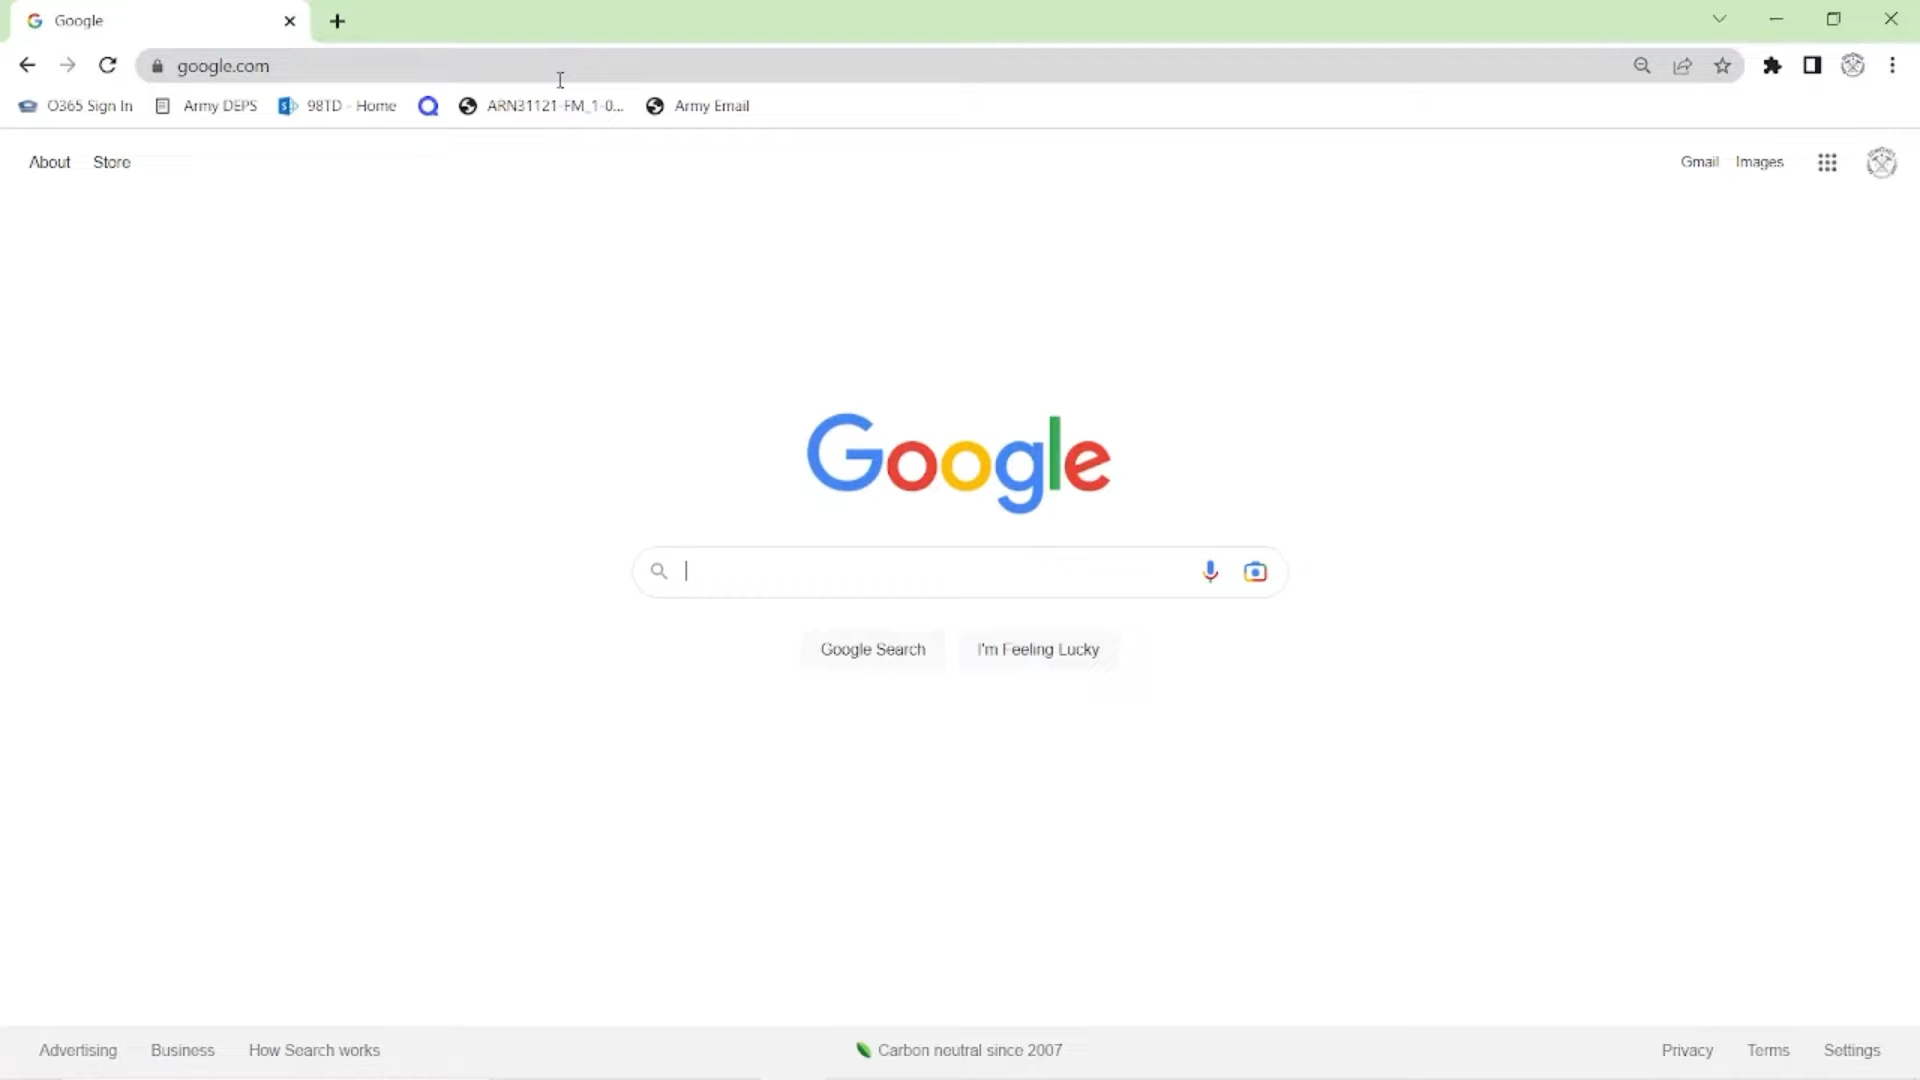 Google
google.com
O365 Sign In Army DEPS 98TD - Home ARN31121-FM_1-0... Army Email
About Store Gmail Images
Google
Google Search I'm Feeling Lucky
Advertising Business How Search works Carbon neutral since 2007 Privacy Terms Settings